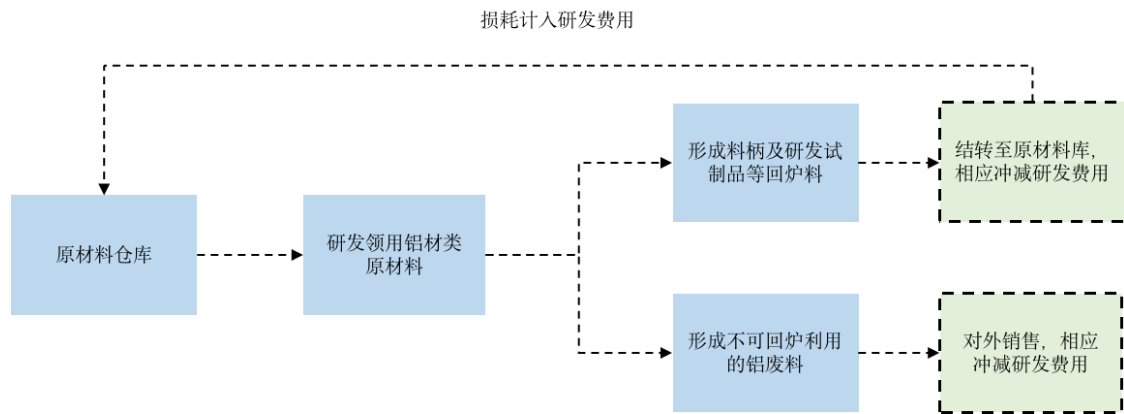 损耗计入研发费用
形成料柄及研发试
制品等回炉料
结转至原材料库，
相应冲减研发费用
原材料仓库
研发领用铝材类
原材料
形成不可回炉利用
的铝废料
对外销售，相应
冲减研发费用